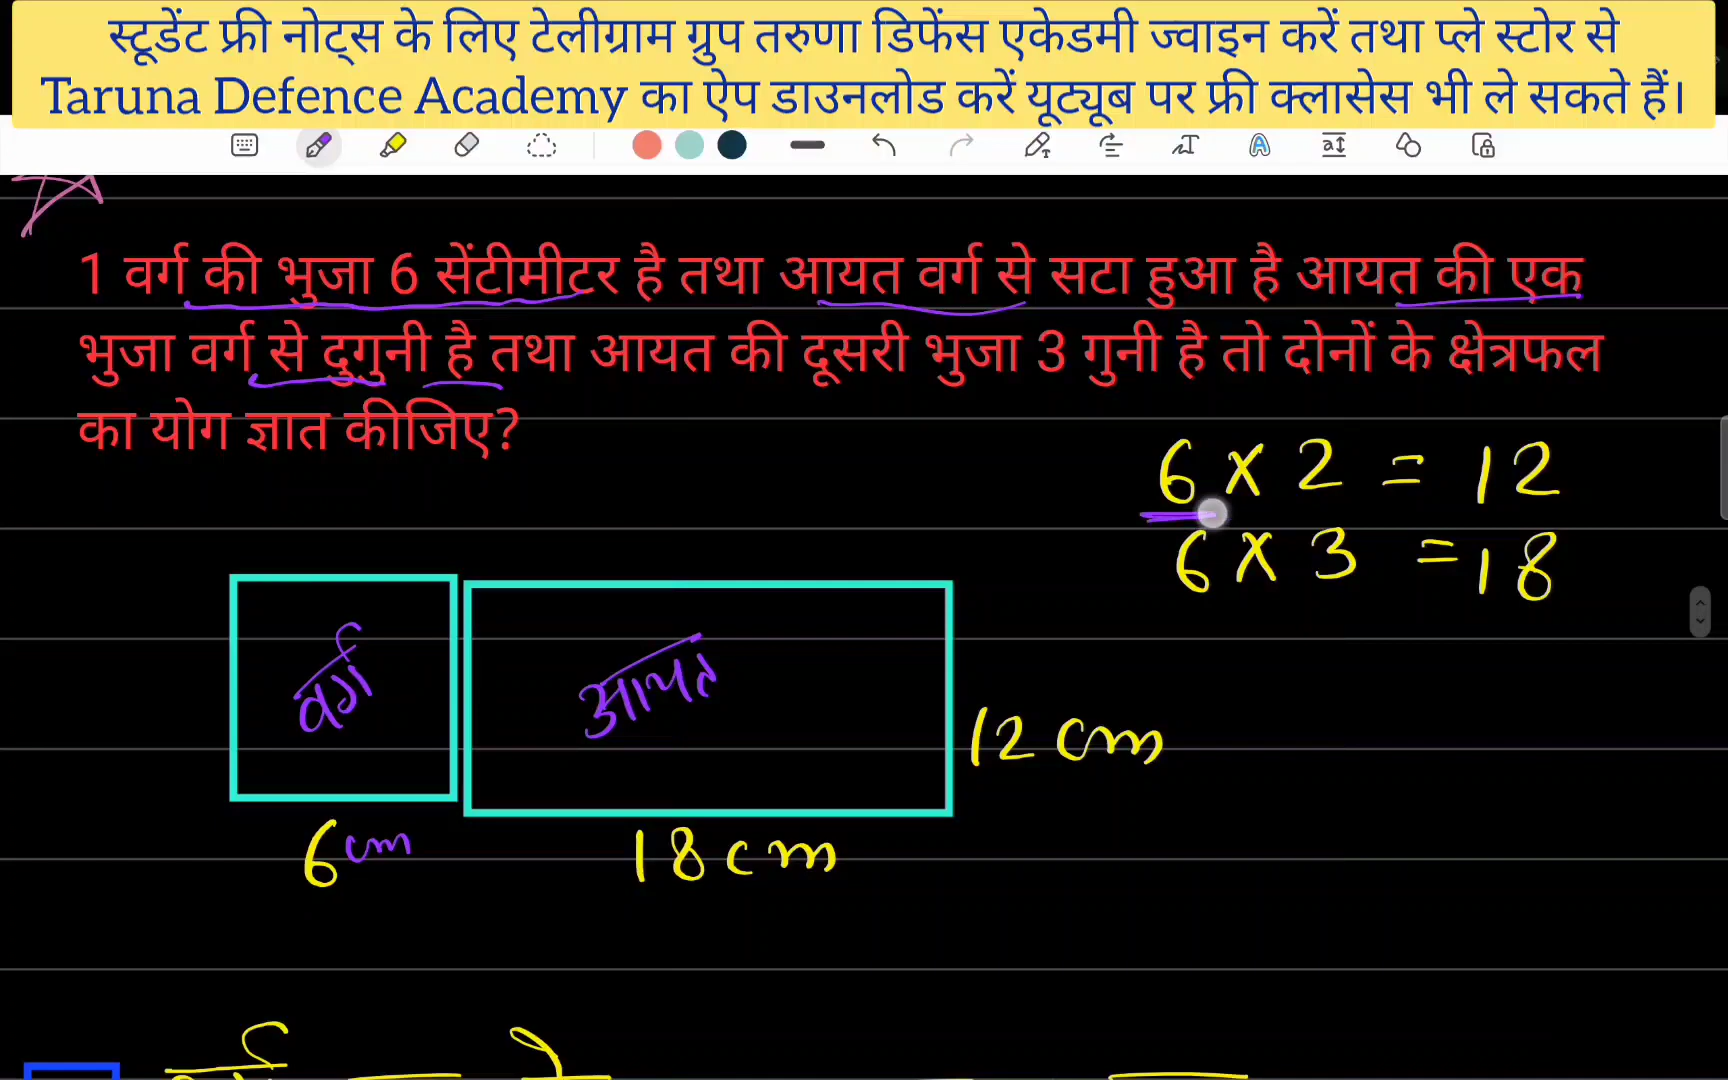 स्टूडेंट फ्री नोट्स के लिए टेलीग्राम ग्रुप तरुणा डिफेंस एकेडमी ज्वाइन करें तथा प्ले स्टोर से
Taruna Defence Academy का ऐप डाउनलोड करें यूट्यूब पर फ्री क्लासेस भी ले सकते हैं।
1 वर्ग की भुजा 6 सेंटीमीटर है तथा आयत वर्ग से सटा हुआ है आयत की एक
भुजा वर्ग से दुगुनी है तथा आयत की दूसरी भुजा 3 गुनी है तो दोनों के क्षेत्रफल
का योग ज्ञात कीजिए?
6 x 2 = 12
6 x 3 = 18
वर्ग
आयत
12 cm
6 cm
18 cm